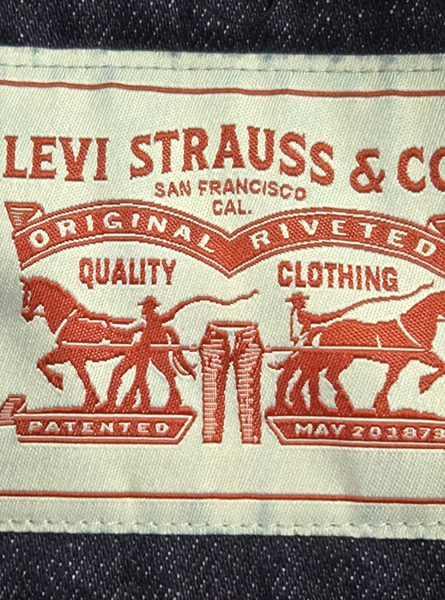 LEVI STRAUSS & CO
SAN FRANCISCO
CAL.
ORIGINAL RIVETED
QUALITY CLOTHING
PATENTED MAY 20 1873